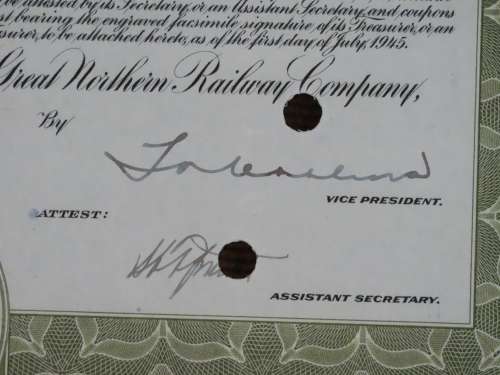 be attested by its Secretary, or an Assistant Secretary, and coupons
bearing the engraved facsimile signature of its Treasurer, or an
to be attached hereto, as of the first day of July, 1945.
Great Northern Railway Company,
By
VICE PRESIDENT.
ATTEST:
ASSISTANT SECRETARY.